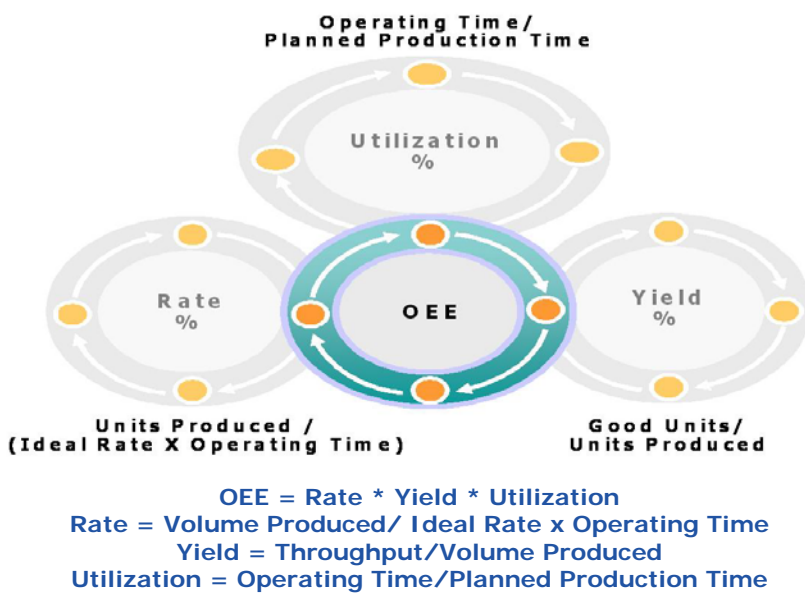 Operating Time/
Planned Production Time
Utilization
%
Rate
%
OEE
Yield
%
Units Produced /
(Ideal Rate X Operating Time)
Good Units/
Units Produced
OEE = Rate * Yield * Utilization
Rate = Volume Produced/ Ideal Rate x Operating Time
Yield = Throughput/Volume Produced
Utilization = Operating Time/Planned Production Time